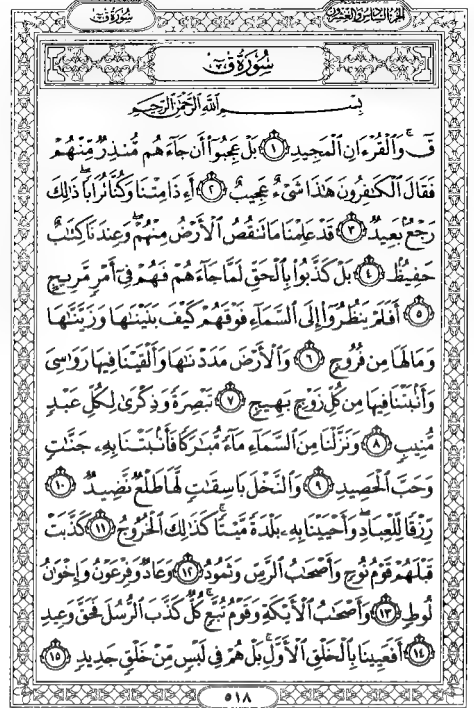 سُورَةُ قٓ
الجزء السادس والعشرون
سُورَةُ قٓ
بِسْمِ ٱللَّهِ ٱلرَّحْمَٰنِ ٱلرَّحِيمِ
قٓۚ وَٱلْقُرْءَانِ ٱلْمَجِيدِ ١ بَلْ عَجِبُوٓا۟ أَن جَآءَهُم مُّنذِرٌ مِّنْهُمْ
فَقَالَ ٱلْكَٰفِرُونَ هَٰذَا شَىْءٌ عَجِيبٌ ٢ أَءِذَا مِتْنَا وَكُنَّا تُرَابًاۖ ذَٰلِكَ
رَجْعٌۢ بَعِيدٌ ٣ قَدْ عَلِمْنَا مَا تَنقُصُ ٱلْأَرْضُ مِنْهُمْۖ وَعِندَنَا كِتَٰبٌ
حَفِيظٌۢ ٤ بَلْ كَذَّبُوا۟ بِٱلْحَقِّ لَمَّا جَآءَهُمْ فَهُمْ فِىٓ أَمْرٍ مَّرِيجٍ
٥ أَفَلَمْ يَنظُرُوٓا۟ إِلَى ٱلسَّمَآءِ فَوْقَهُمْ كَيْفَ بَنَيْنَٰهَا وَزَيَّنَّٰهَا
وَمَا لَهَا مِن فُرُوجٍ ٦ وَٱلْأَرْضَ مَدَدْنَٰهَا وَأَلْقَيْنَا فِيهَا رَوَٰسِىَ
وَأَنۢبَتْنَا فِيهَا مِن كُلِّ زَوْجٍۭ بَهِيجٍ ٧ تَبْصِرَةً وَذِكْرَىٰ لِكُلِّ عَبْدٍ
مُّنِيبٍ ٨ وَنَزَّلْنَا مِنَ ٱلسَّمَآءِ مَآءً مُّبَٰرَكًا فَأَنۢبَتْنَا بِهِۦ جَنَّٰتٍ
وَحَبَّ ٱلْحَصِيدِ ٩ وَٱلنَّخْلَ بَاسِقَٰتٍ لَّهَا طَلْعٌ نَّضِيدٌ ١٠
رِّزْقًا لِّلْعِبَادِۖ وَأَحْيَيْنَا بِهِۦ بَلْدَةً مَّيْتًاۚ كَذَٰلِكَ ٱلْخُرُوجُ ١١ كَذَّبَتْ
قَبْلَهُمْ قَوْمُ نُوحٍ وَأَصْحَٰبُ ٱلرَّسِّ وَثَمُودُ ١٢ وَعَادٌ وَفِرْعَوْنُ وَإِخْوَٰنُ
لُوطٍ ١٣ وَأَصْحَٰبُ ٱلْأَيْكَةِ وَقَوْمُ تُبَّعٍۚ كُلٌّ كَذَّبَ ٱلرُّسُلَ فَحَقَّ وَعِيدِ
١٤ أَفَعَيِينَا بِٱلْخَلْقِ ٱلْأَوَّلِۚ بَلْ هُمْ فِى لَبْسٍ مِّنْ خَلْقٍ جَدِيدٍ ١٥
٥١٨